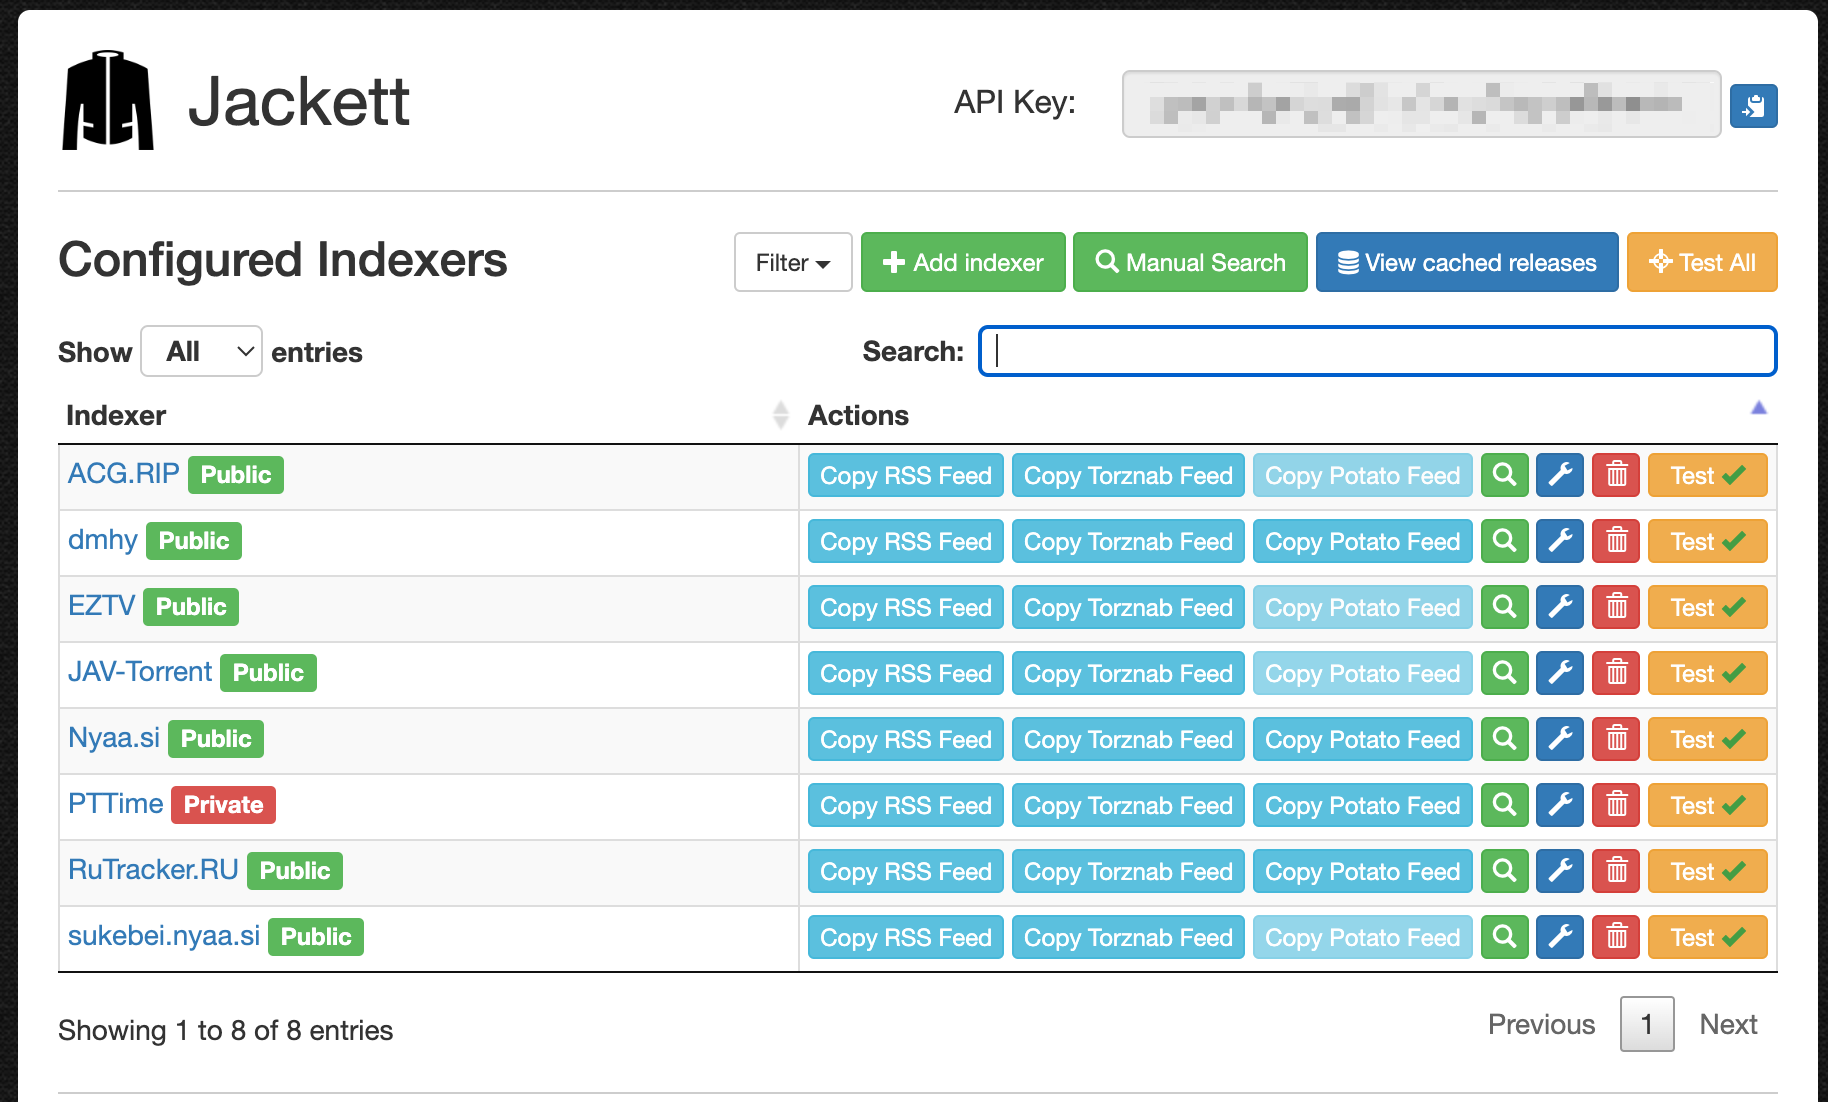 Jackett
API Key:
Configured Indexers
Filter Add indexer Manual Search View cached releases Test All
Show All entries Search:
Indexer Actions
ACG.RIP Public Copy RSS Feed Copy Torznab Feed Copy Potato Feed Test
dmhy Public Copy RSS Feed Copy Torznab Feed Copy Potato Feed Test
EZTV Public Copy RSS Feed Copy Torznab Feed Copy Potato Feed Test
JAV-Torrent Public Copy RSS Feed Copy Torznab Feed Copy Potato Feed Test
Nyaa.si Public Copy RSS Feed Copy Torznab Feed Copy Potato Feed Test
PTTime Private Copy RSS Feed Copy Torznab Feed Copy Potato Feed Test
RuTracker.RU Public Copy RSS Feed Copy Torznab Feed Copy Potato Feed Test
sukebei.nyaa.si Public Copy RSS Feed Copy Torznab Feed Copy Potato Feed Test
Showing 1 to 8 of 8 entries
Previous 1 Next